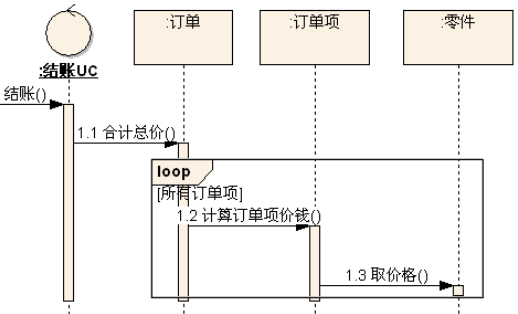 :订单
:订单项
:零件
:结账UC
结账()
1.1 合计总价()
loop
[所有订单项]
1.2 计算订单项价钱()
1.3 取价格()